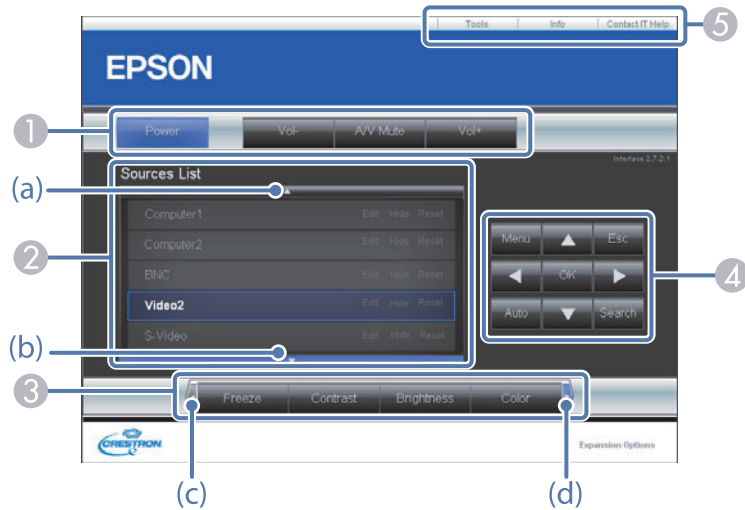 Tools Info Contact IT Help 5
EPSON
1 Power Vol- A/V Mute Vol+
Interface 2.7.2.1
Sources List
(a)
Computer1 Edit Hide Reset
Computer2 Edit Hide Reset
2 BNC Edit Hide Reset
Video2 Edit Hide Reset
S-Video Edit Hide Reset
(b)
Menu Esc
OK 4
Auto Search
3 Freeze Contrast Brightness Color
CRESTRON Expansion Options
(c) (d)